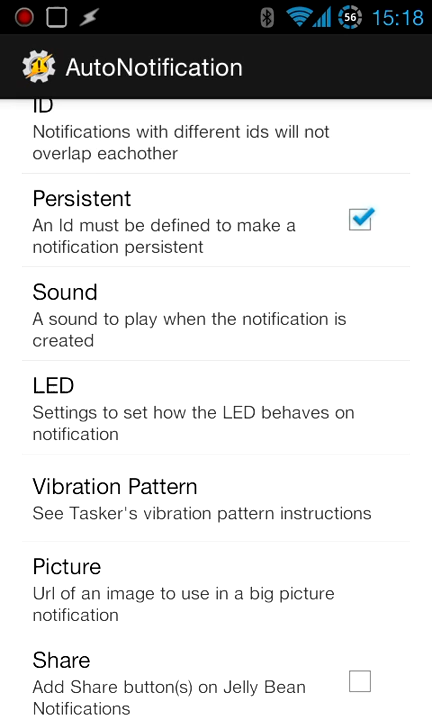 56
15:18
AutoNotification
ID
Notifications with different ids will not
overlap eachother
Persistent
An Id must be defined to make a
notification persistent
Sound
A sound to play when the notification is
created
LED
Settings to set how the LED behaves on
notification
Vibration Pattern
See Tasker's vibration pattern instructions
Picture
Url of an image to use in a big picture
notification
Share
Add Share button(s) on Jelly Bean
Notifications